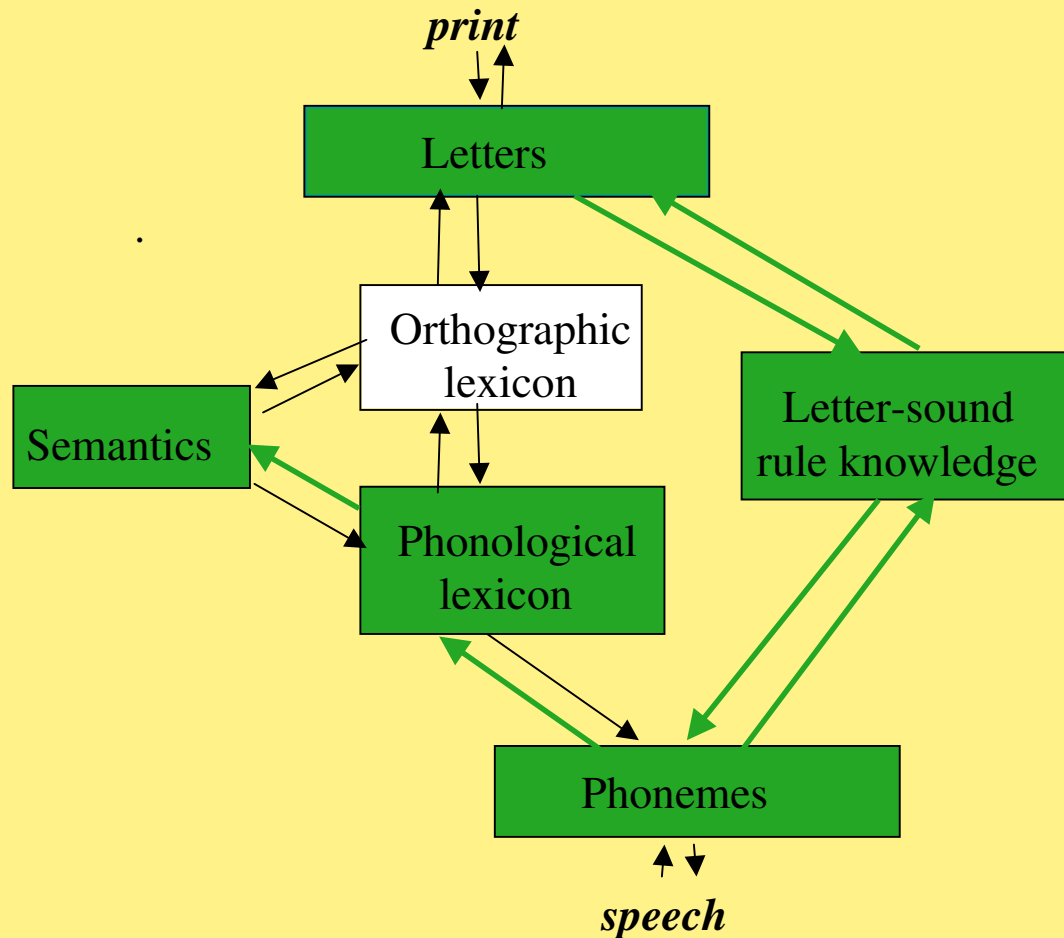 print
Letters
.
Orthographic
lexicon
Letter-sound
rule knowledge
Semantics
Phonological
lexicon
Phonemes
speech